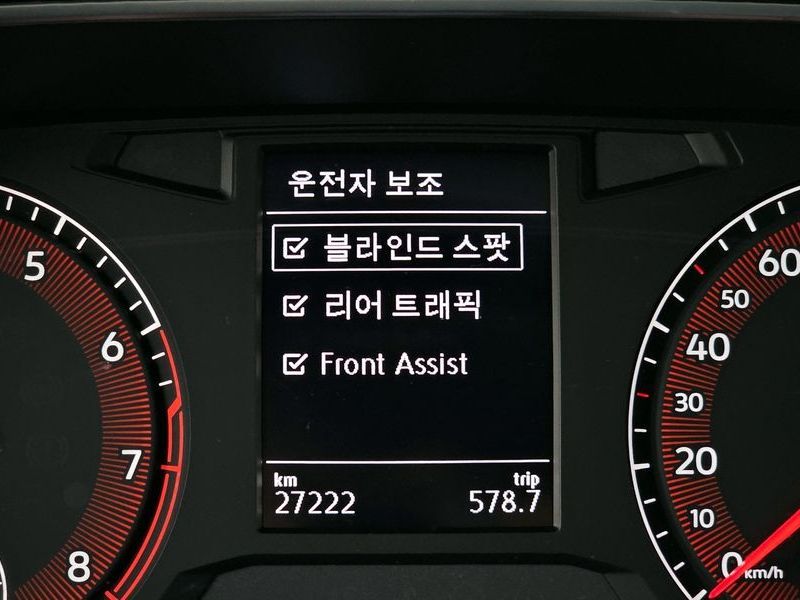 운전자 보조
블라인드 스팟
리어 트래픽
Front Assist
km
27222
trip
578.7
5
6
7
8
60
50
40
30
20
10
0
km/h